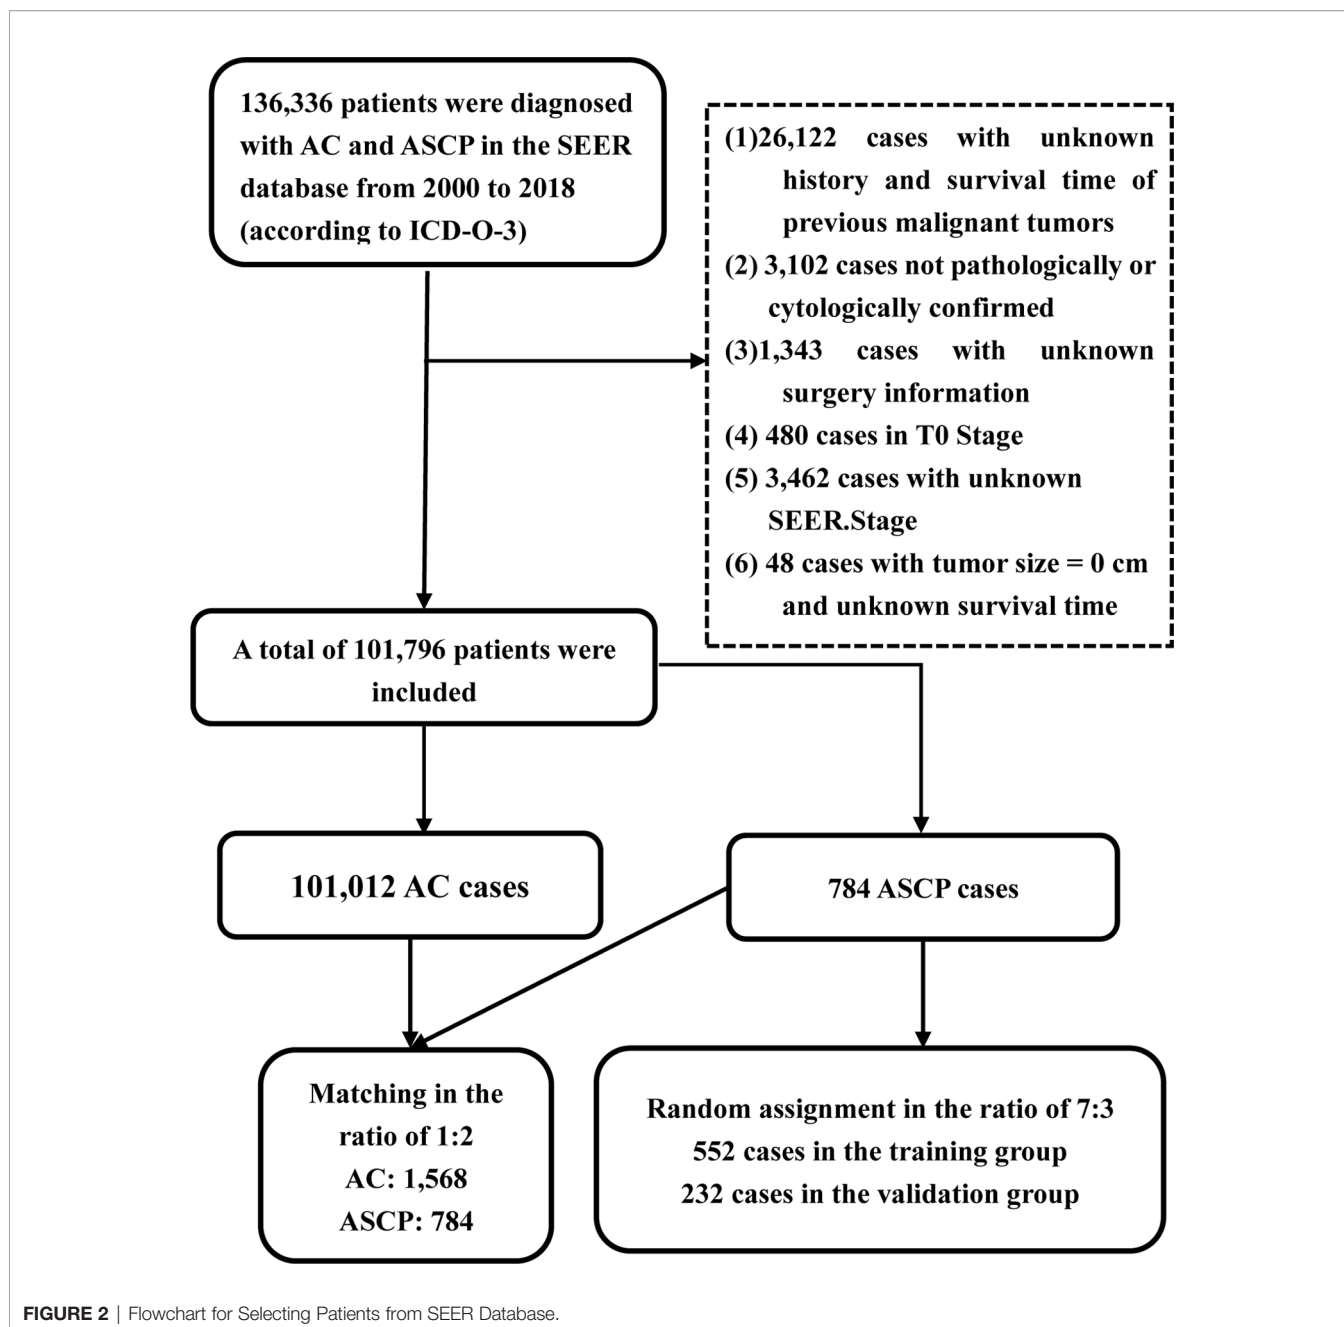 136,336 patients were diagnosed
with AC and ASCP in the SEER
database from 2000 to 2018
(according to ICD-O-3)
(1)26,122 cases with unknown
history and survival time of
previous malignant tumors
(2) 3,102 cases not pathologically or
cytologically confirmed
(3)1,343 cases with unknown
surgery information
(4) 480 cases in T0 Stage
(5) 3,462 cases with unknown
SEER.Stage
(6) 48 cases with tumor size = 0 cm
and unknown survival time
A total of 101,796 patients were
included
101,012 AC cases
784 ASCP cases
Matching in the
ratio of 1:2
AC: 1,568
ASCP: 784
Random assignment in the ratio of 7:3
552 cases in the training group
232 cases in the validation group
FIGURE 2 | Flowchart for Selecting Patients from SEER Database.